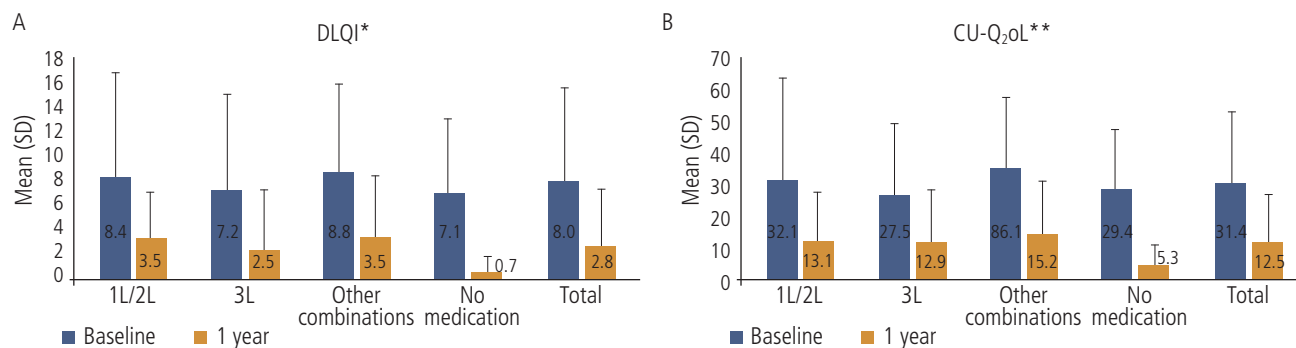 A
DLQI*
Mean (SD)
18
16
14
12
10
8
6
4
2
0
8.4
3.5
7.2
2.5
8.8
3.5
7.1
0.7
8.0
2.8
1L/2L
3L
Other combinations
No medication
Total
Baseline
1 year
B
CU-Q₂oL**
Mean (SD)
70
60
50
40
30
20
10
0
32.1
13.1
27.5
12.9
86.1
15.2
29.4
5.3
31.4
12.5
1L/2L
3L
Other combinations
No medication
Total
Baseline
1 year